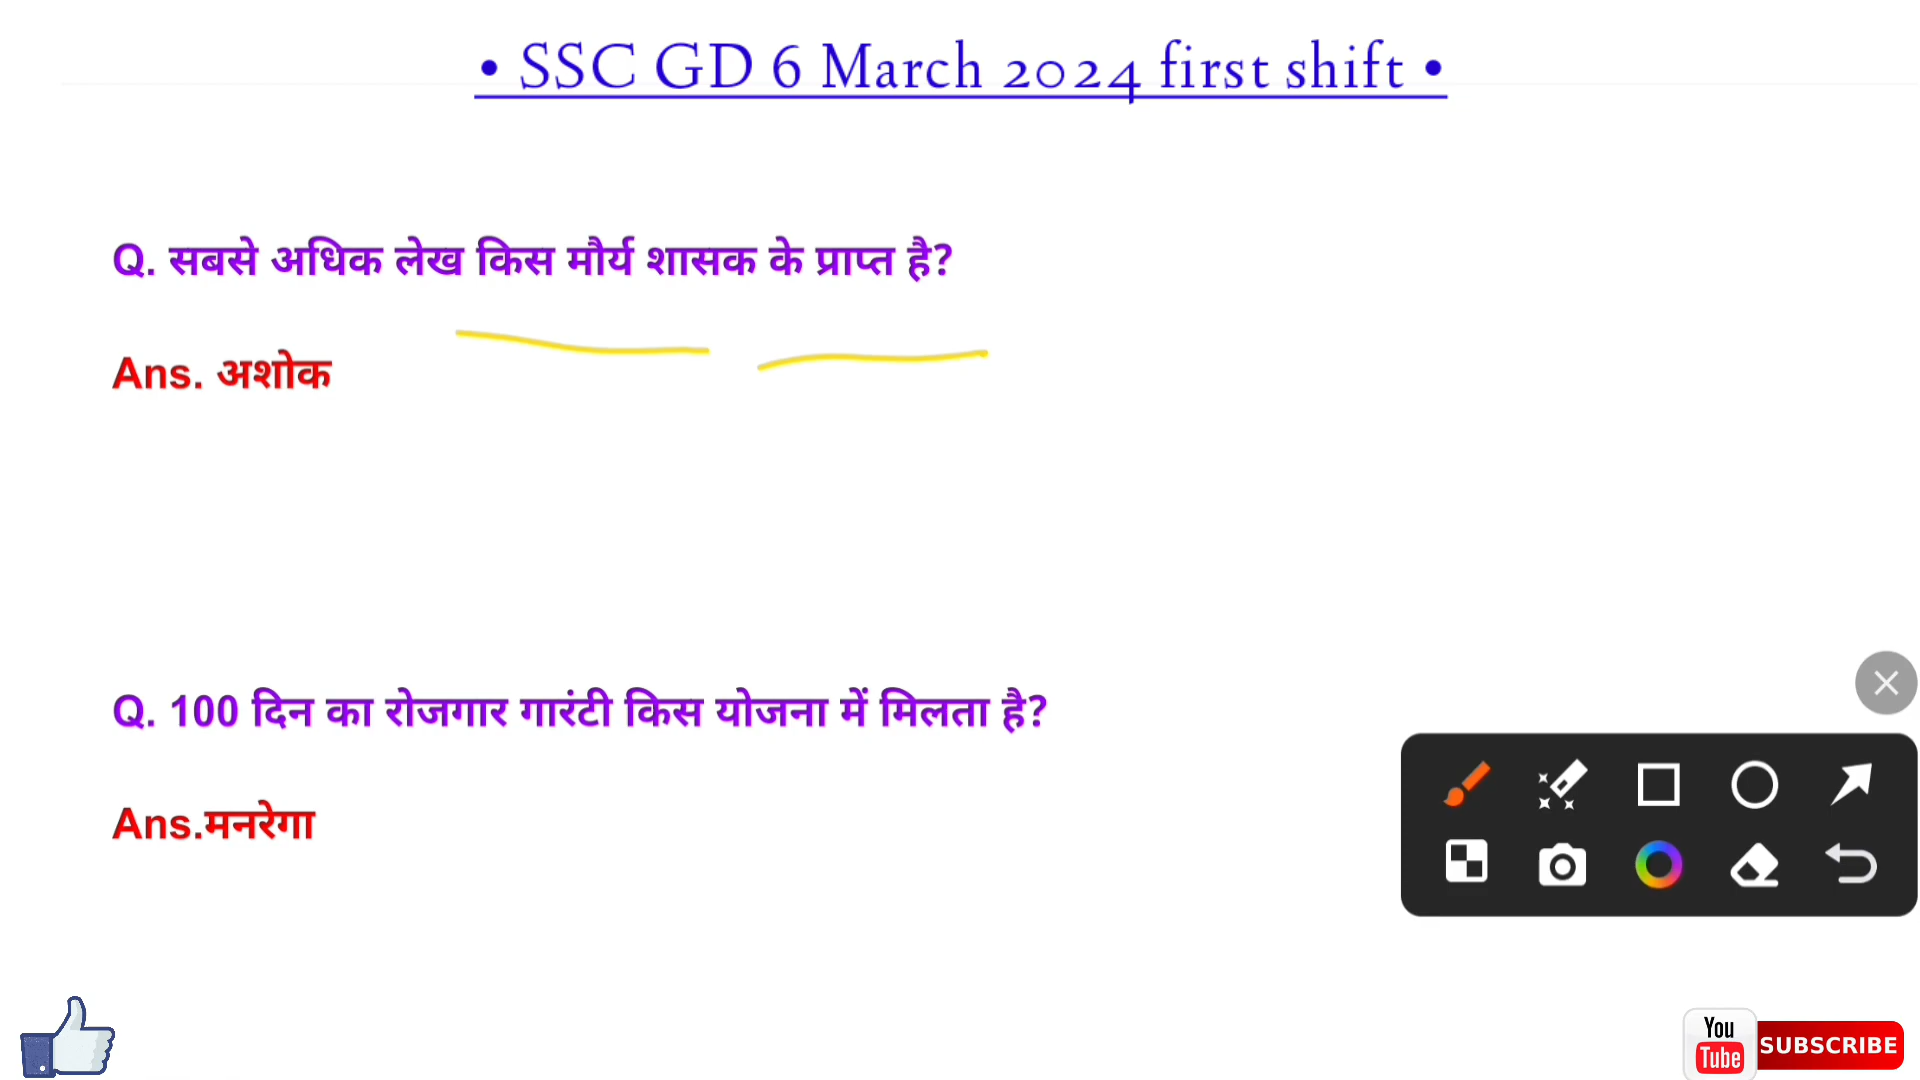 • SSC GD 6 March 2024 first shift •
Q. सबसे अधिक लेख किस मौर्य शासक के प्राप्त है?
Ans. अशोक
Q. 100 दिन का रोजगार गारंटी किस योजना में मिलता है?
Ans.मनरेगा
You
Tube
SUBSCRIBE